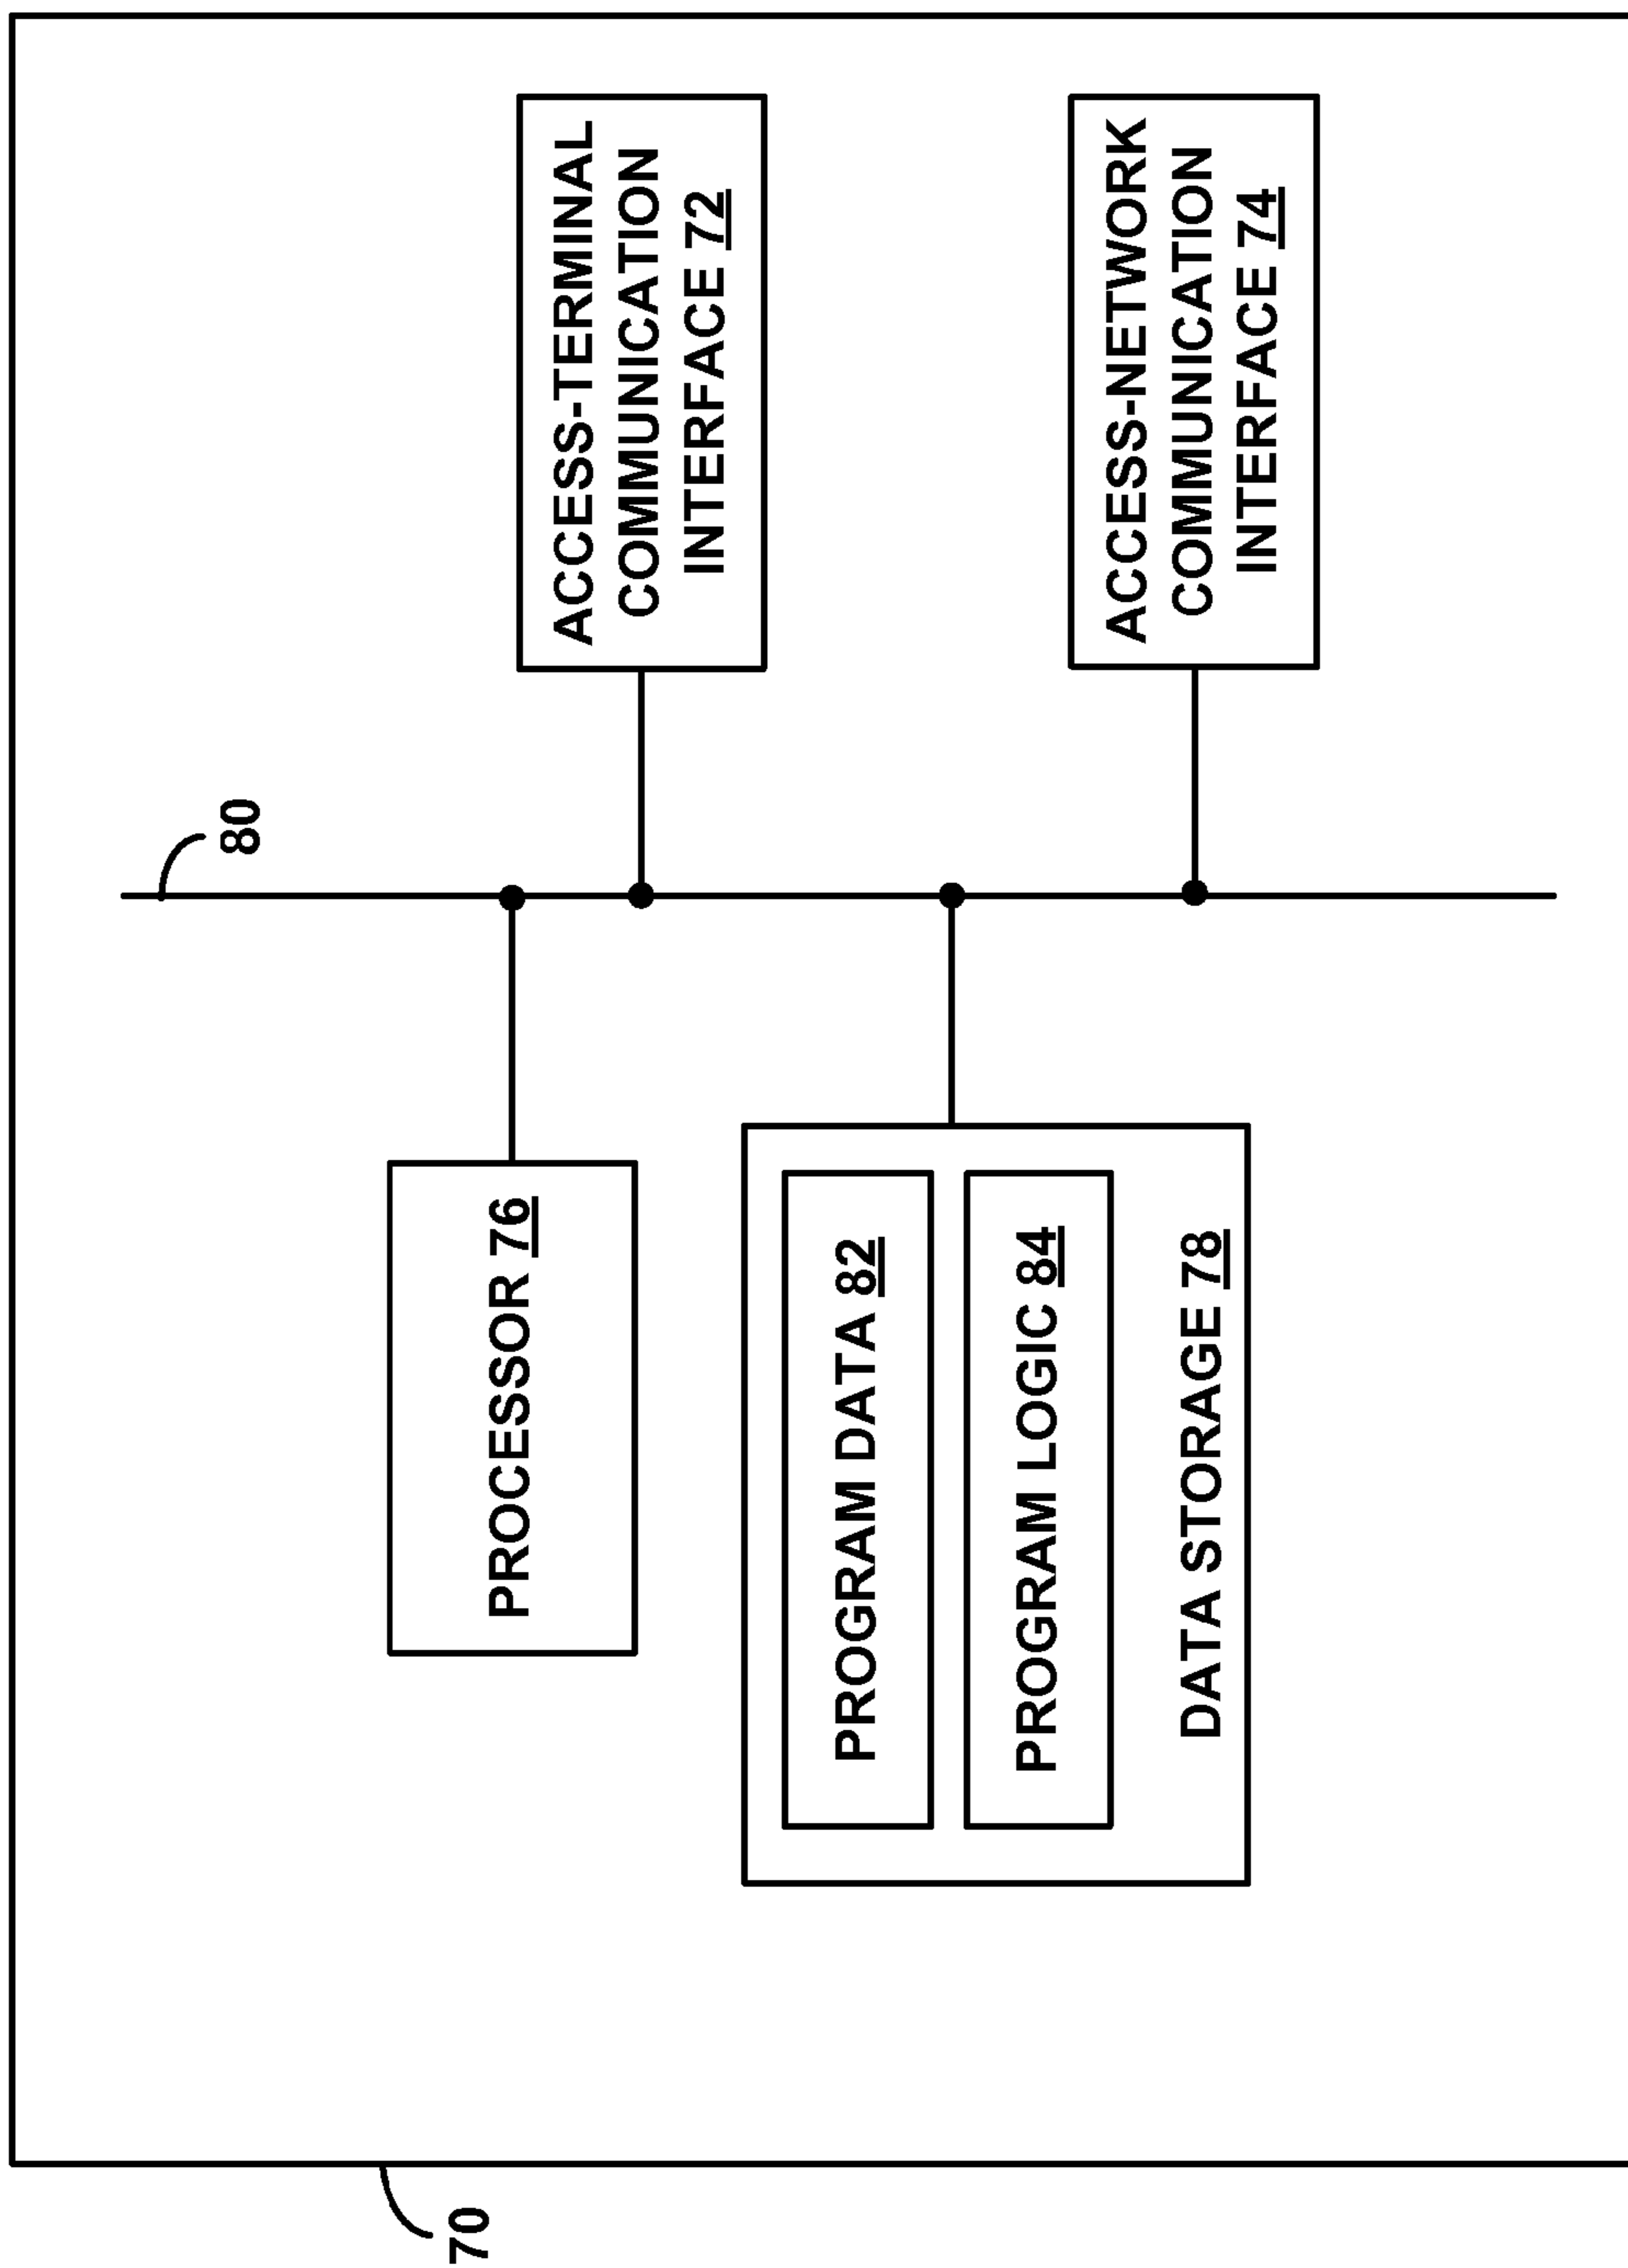 70
80
PROCESSOR 76
ACCESS-TERMINAL
COMMUNICATION
INTERFACE 72
PROGRAM DATA 82
PROGRAM LOGIC 84
DATA STORAGE 78
ACCESS-NETWORK
COMMUNICATION
INTERFACE 74